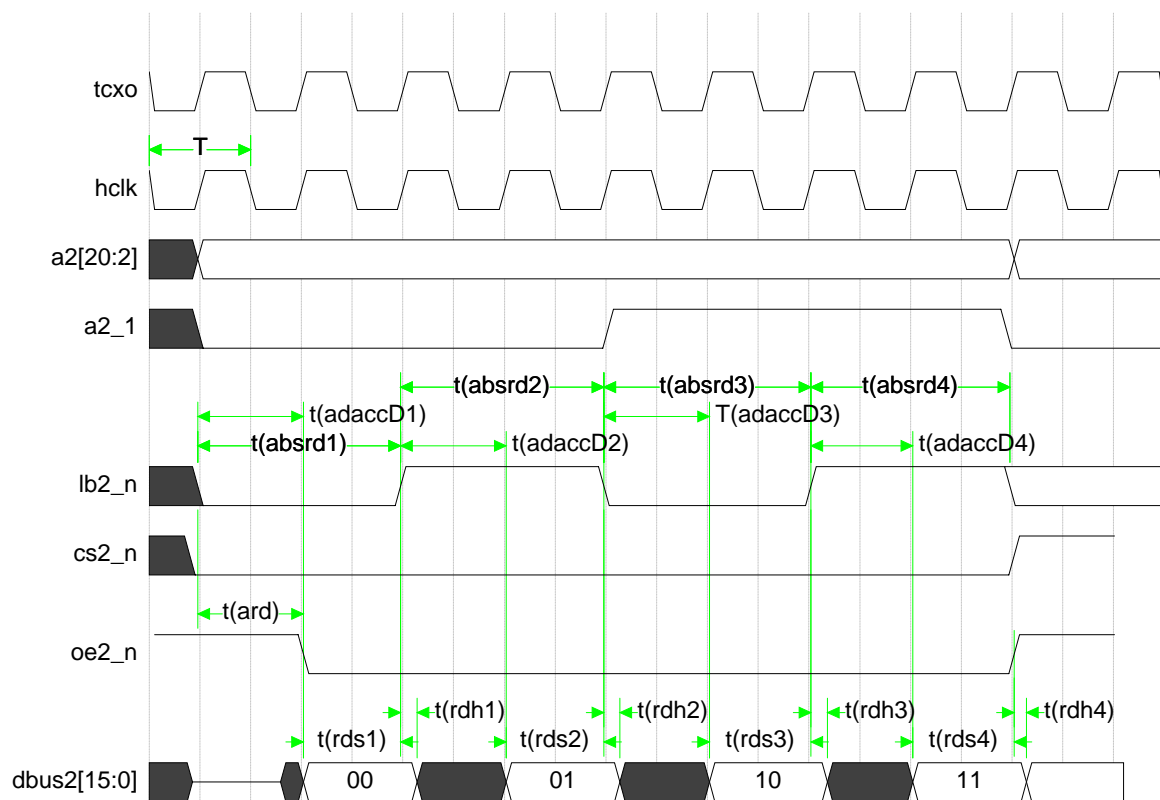 tcxo
T
hclk
a2[20:2]
a2_1
t(absrd2) t(absrd3) t(absrd4)
t(adaccD1) T(adaccD3)
t(absrd1) t(adaccD2) t(adaccD4)
lb2_n
cs2_n
t(ard)
oe2_n
t(rdh1) t(rdh2) t(rdh3) t(rdh4)
t(rds1) t(rds2) t(rds3) t(rds4)
dbus2[15:0] 00 01 10 11